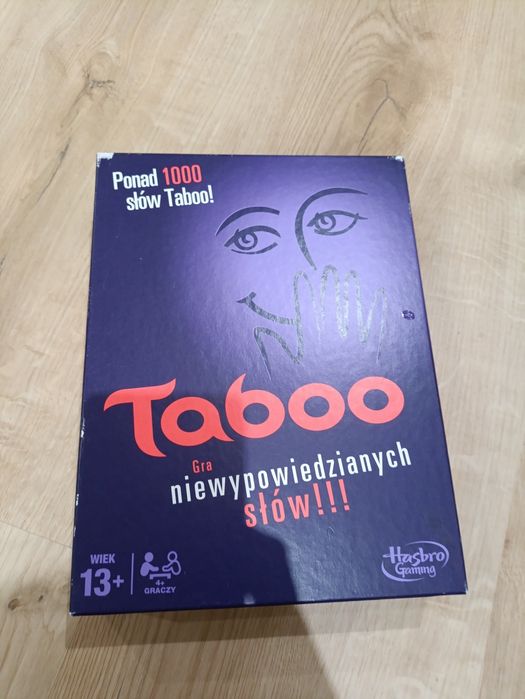 Ponad 1000
słów Taboo!
Taboo
Gra
niewypowiedzianych
słów!!!
WIEK
13+
4+
GRACZY
Hasbro
Gaming